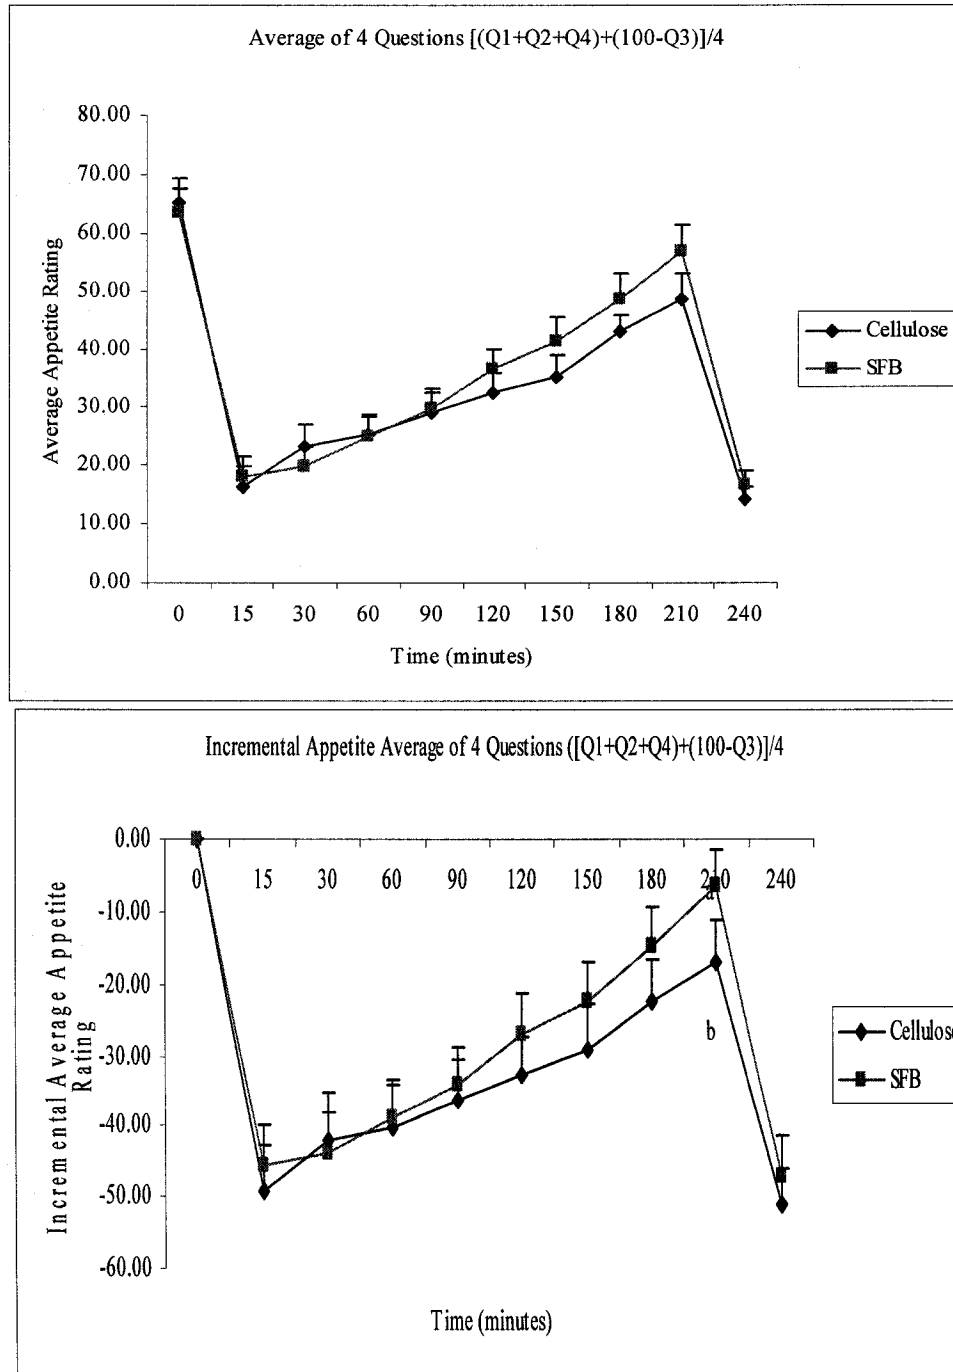 Average of 4 Questions [(Q1+Q2+Q4)+(100-Q3)]/4
80.00
70.00
60.00
50.00
40.00
30.00
20.00
10.00
0.00
Average Appetite Rating
0 15 30 60 90 120 150 180 210 240
Time (minutes)
Cellulose
SFB
Incremental Appetite Average of 4 Questions ([Q1+Q2+Q4)+(100-Q3)]/4
0.00
-10.00
-20.00
-30.00
-40.00
-50.00
-60.00
Incremental Average Appetite
Rating
0 15 30 60 90 120 150 180 210 240
a
b
Time (minutes)
Cellulose
SFB